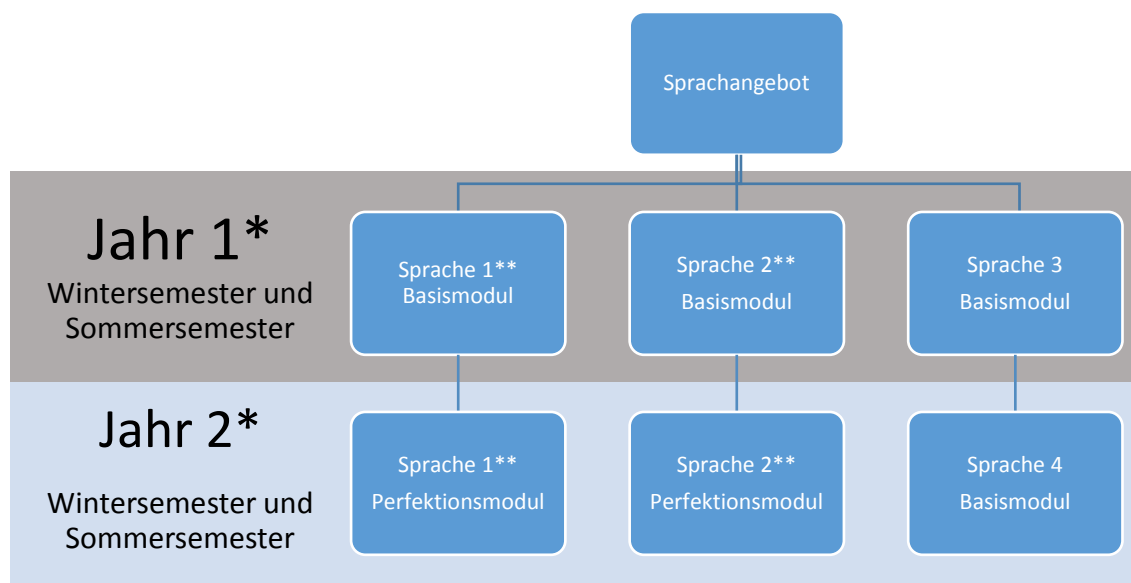 Sprachangebot
Jahr 1*
Wintersemester und
Sommersemester
Sprache 1**
Basismodul
Sprache 2**
Basismodul
Sprache 3
Basismodul
Jahr 2*
Wintersemester und
Sommersemester
Sprache 1**
Perfektionsmodul
Sprache 2**
Perfektionsmodul
Sprache 4
Basismodul